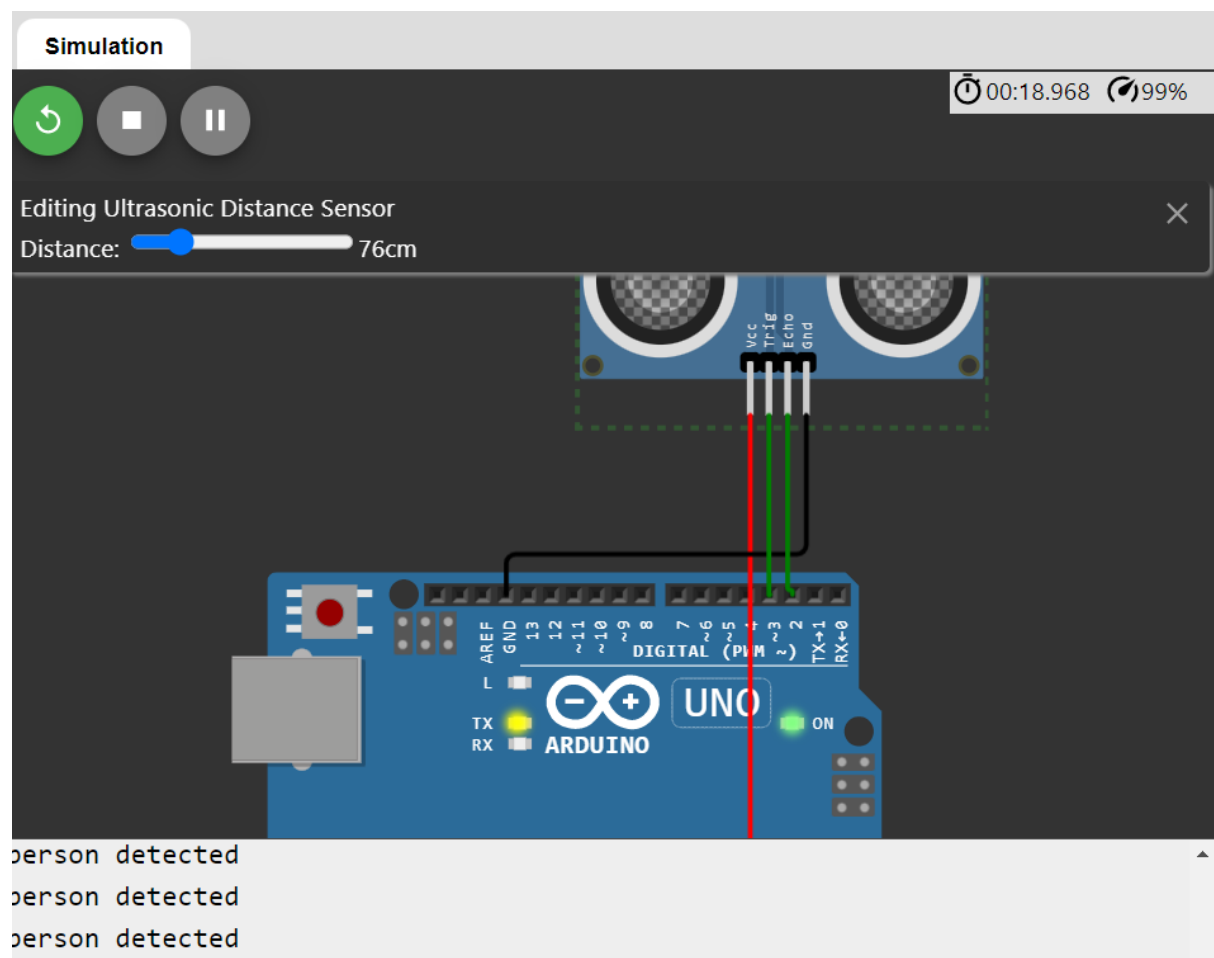 Simulation
00:18.968 99%
Editing Ultrasonic Distance Sensor
Distance: 76cm
Vcc
Trig
Echo
Gnd
AREF
GND
13
12
~11
~10
~9
8
7
~6
~5
4
~3
2
TX→1
RX←0
DIGITAL (PWM ~)
L
TX
RX
UNO
ON
ARDUINO
person detected
person detected
person detected